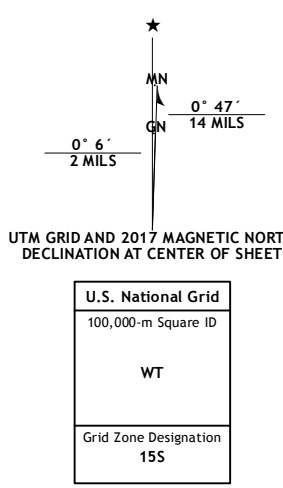 ★
MN
0° 47´
14 MILS
GN
0° 6´
2 MILS
UTM GRID AND 2017 MAGNETIC NORT
DECLINATION AT CENTER OF SHEET
U.S. National Grid
100,000-m Square ID
WT
Grid Zone Designation
15S